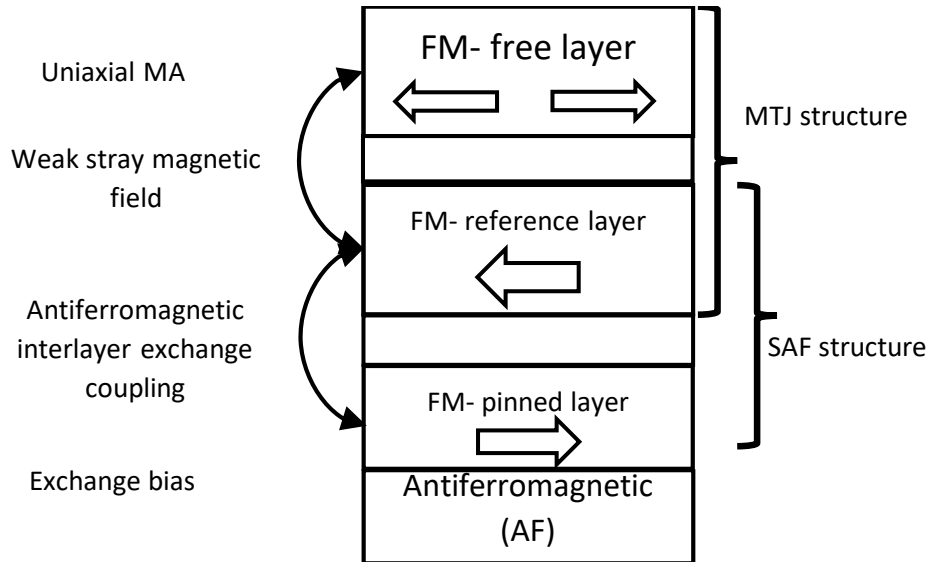 FM- free layer
Uniaxial MA
MTJ structure
Weak stray magnetic
field
FM- reference layer
Antiferromagnetic
interlayer exchange
coupling
SAF structure
FM- pinned layer
Exchange bias
Antiferromagnetic
(AF)